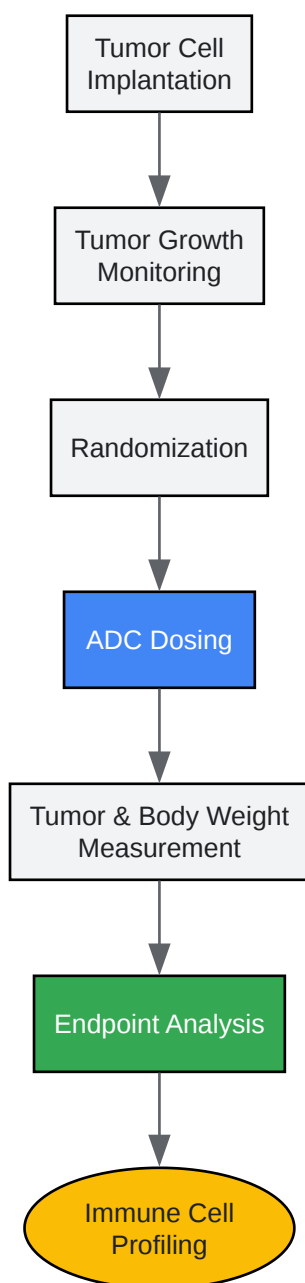 Tumor Cell
Implantation
Tumor Growth
Monitoring
Randomization
ADC Dosing
Tumor & Body Weight
Measurement
Endpoint Analysis
Immune Cell
Profiling